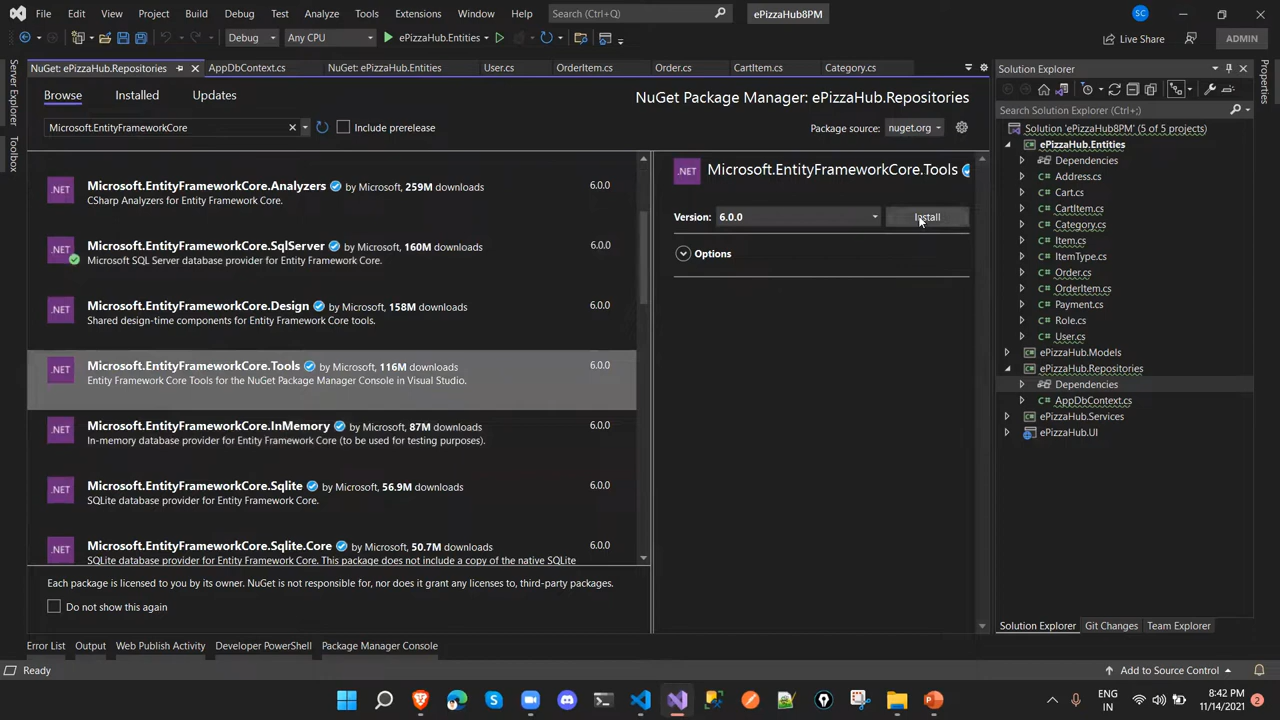 File Edit View Project Build Debug Test Analyze Tools Extensions Window Help Search (Ctrl+Q) ePizzaHub8PM SC
Debug Any CPU ePizzaHub.Entities Live Share ADMIN
NuGet: ePizzaHub.Repositories AppDbContext.cs NuGet: ePizzaHub.Entities User.cs OrderItem.cs Order.cs CartItem.cs Category.cs
Server Explorer
Toolbox
Browse Installed Updates NuGet Package Manager: ePizzaHub.Repositories
Microsoft.EntityFrameworkCore Include prerelease Package source: nuget.org
.NET Microsoft.EntityFrameworkCore.Analyzers by Microsoft, 259M downloads 6.0.0
CSharp Analyzers for Entity Framework Core.
.NET Microsoft.EntityFrameworkCore.SqlServer by Microsoft, 160M downloads 6.0.0
Microsoft SQL Server database provider for Entity Framework Core.
.NET Microsoft.EntityFrameworkCore.Design by Microsoft, 158M downloads 6.0.0
Shared design-time components for Entity Framework Core tools.
.NET Microsoft.EntityFrameworkCore.Tools by Microsoft, 116M downloads 6.0.0
Entity Framework Core Tools for the NuGet Package Manager Console in Visual Studio.
.NET Microsoft.EntityFrameworkCore.InMemory by Microsoft, 87M downloads 6.0.0
In-memory database provider for Entity Framework Core (to be used for testing purposes).
.NET Microsoft.EntityFrameworkCore.Sqlite by Microsoft, 56.9M downloads 6.0.0
SQLite database provider for Entity Framework Core.
.NET Microsoft.EntityFrameworkCore.Sqlite.Core by Microsoft, 50.7M downloads 6.0.0
SQLite database provider for Entity Framework Core. This package does not include a copy of the native SQLite
Each package is licensed to you by its owner. NuGet is not responsible for, nor does it grant any licenses to, third-party packages.
Do not show this again
.NET Microsoft.EntityFrameworkCore.Tools
Version: 6.0.0 Install
Options
Solution Explorer
Search Solution Explorer (Ctrl+;)
Solution 'ePizzaHub8PM' (5 of 5 projects)
ePizzaHub.Entities
Dependencies
C# Address.cs
C# Cart.cs
C# CartItem.cs
C# Category.cs
C# Item.cs
C# ItemType.cs
C# Order.cs
C# OrderItem.cs
C# Payment.cs
C# Role.cs
C# User.cs
ePizzaHub.Models
ePizzaHub.Repositories
Dependencies
C# AppDbContext.cs
ePizzaHub.Services
ePizzaHub.UI
Solution Explorer Git Changes Team Explorer
Properties
Error List Output Web Publish Activity Developer PowerShell Package Manager Console
Ready Add to Source Control
ENG
IN
8:42 PM
11/14/2021
2